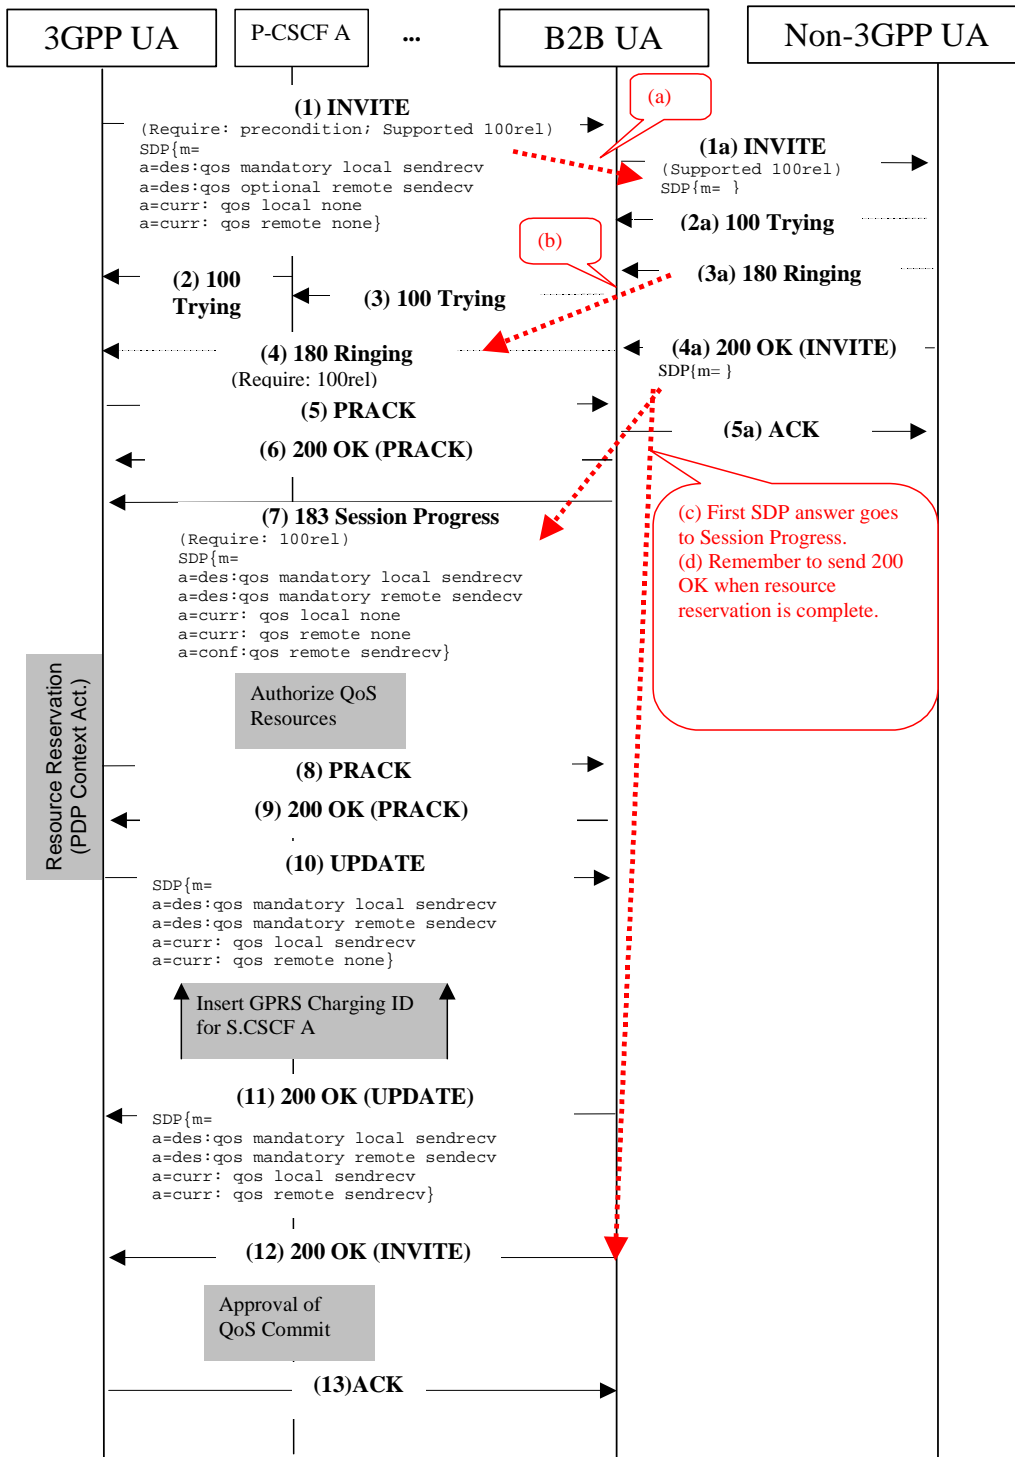 3GPP UA
P-CSCF A
...
B2B UA
Non-3GPP UA
(1) INVITE
(Require: precondition; Supported 100rel)
SDP{m=
a=des:qos mandatory local sendrecv
a=des:qos optional remote sendecv
a=curr: qos local none
a=curr: qos remote none}
(a)
(1a) INVITE
(Supported 100rel)
SDP{m= }
(2a) 100 Trying
(b)
(2) 100
Trying
(3) 100 Trying
(3a) 180 Ringing
(4) 180 Ringing
(Require: 100rel)
(4a) 200 OK (INVITE)
SDP{m= }
(5) PRACK
(5a) ACK
(6) 200 OK (PRACK)
(7) 183 Session Progress
(Require: 100rel)
SDP{m=
a=des:qos mandatory local sendrecv
a=des:qos mandatory remote sendecv
a=curr: qos local none
a=curr: qos remote none
a=conf:qos remote sendrecv}
(c) First SDP answer goes
to Session Progress.
(d) Remember to send 200
OK when resource
reservation is complete.
Resource Reservation
(PDP Context Act.)
Authorize QoS
Resources
(8) PRACK
(9) 200 OK (PRACK)
(10) UPDATE
SDP{m=
a=des:qos mandatory local sendrecv
a=des:qos mandatory remote sendrecv
a=curr: qos local sendrecv
a=curr: qos remote none}
Insert GPRS Charging ID
for S.CSCF A
(11) 200 OK (UPDATE)
SDP{m=
a=des:qos mandatory local sendrecv
a=des:qos mandatory remote sendecv
a=curr: qos local sendrecv
a=curr: qos remote sendrecv}
(12) 200 OK (INVITE)
Approval of
QoS Commit
(13)ACK